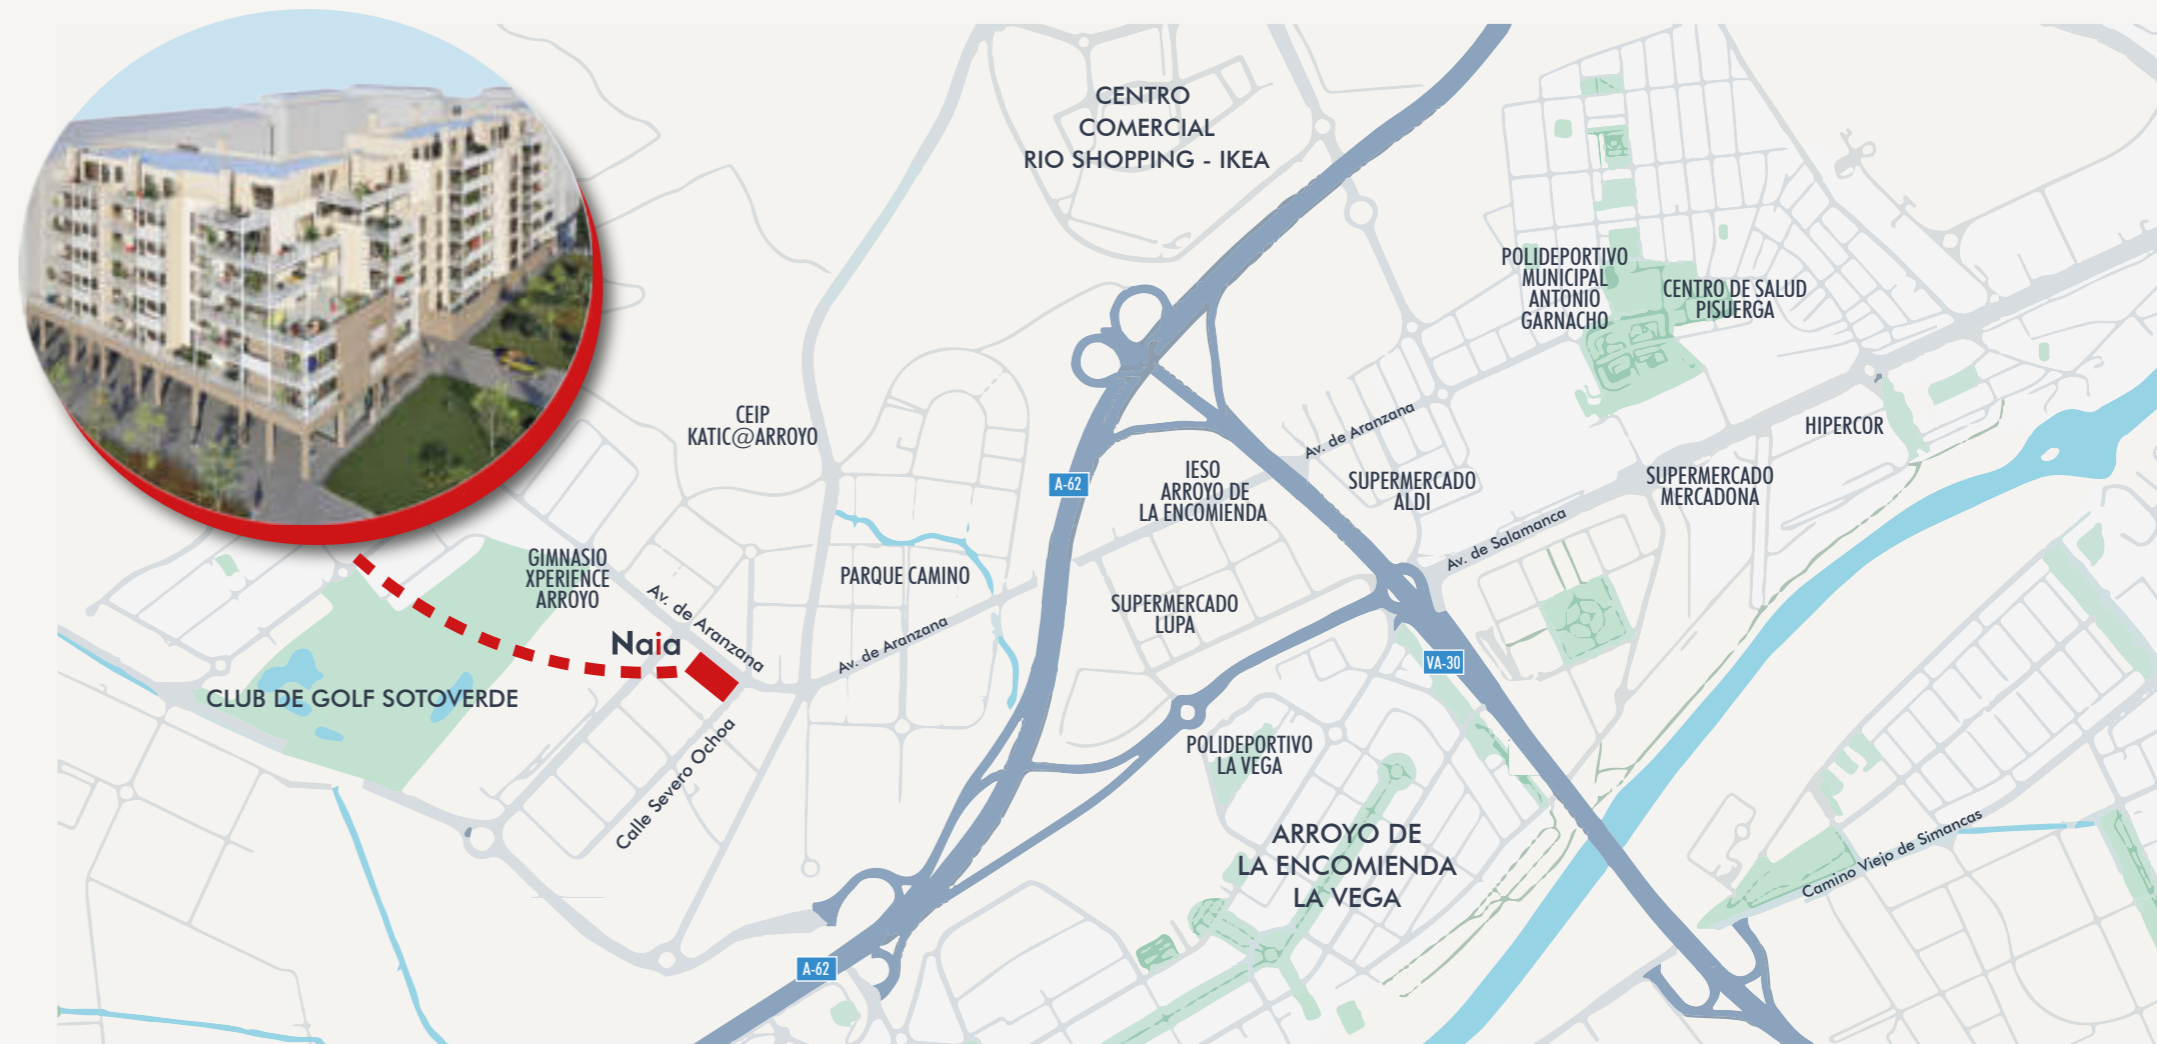 CENTRO
COMERCIAL
RIO SHOPPING - IKEA
POLIDEPORTIVO
MUNICIPAL
ANTONIO
GARNACHO
CENTRO DE SALUD
PISUERGA
CEIP
KATIC@ARROYO
Av. de Aranzana
HIPERCOR
A-62
IESO
ARROYO DE
LA ENCOMIENDA
SUPERMERCADO
ALDI
SUPERMERCADO
MERCADONA
Av. de Salamanca
GIMNASIO
XPERIENCE
ARROYO
PARQUE CAMINO
SUPERMERCADO
LUPA
Av. de Aranzana
Naia
Av. de Aranzana
VA-30
CLUB DE GOLF SOTOVERDE
Calle Severo Ochoa
POLIDEPORTIVO
LA VEGA
ARROYO DE
LA ENCOMIENDA
LA VEGA
Camino Viejo de Simancas
A-62